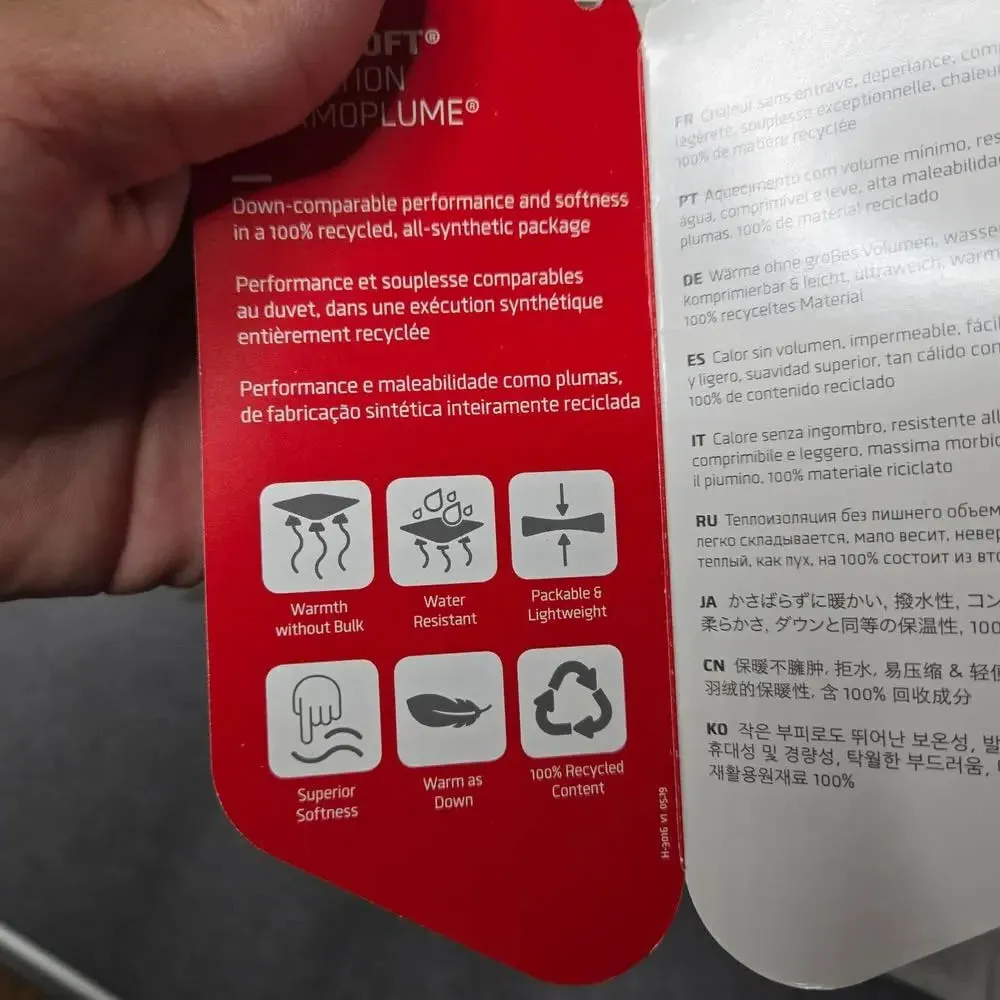 OFT®
TION
MOPLUME®
Down-comparable performance and softness
in a 100% recycled, all-synthetic package
Performance et souplesse comparables
au duvet, dans une exécution synthétique
entièrement recyclée
Performance e maleabilidade como plumas,
de fabricação sintética inteiramente reciclada
Warmth
without Bulk
Water
Resistant
Packable &
Lightweight
Superior
Softness
Warm as
Down
100% Recycled
Content
FR Chaleur sans entrave, déperlance, com
légèreté, souplesse exceptionnelle, chaleur
100% de matière recyclée
PT Aquecimento com volume mínimo, res
água, comprimível e leve, alta maleabilida
plumas, 100% de material reciclado
DE Wärme ohne großes Volumen, wasse
komprimierbar & leicht, ultraweich, warm
100% recyceltes Material
ES Calor sin volumen, impermeable, fácil
y ligero, suavidad superior, tan cálido con
100% de contenido reciclado
IT Calore senza ingombro, resistente all
comprimibile e leggero, massima morbid
il piumino, 100% materiale riciclato
RU Теплоизоляция без лишнего объем
легко складывается, мало весит, невер
теплый, как пух, на 100% состоит из вто
JA かさばらずに暖かい, 撥水性, コン
柔らかさ, ダウンと同等の保温性, 100
CN 保暖不臃肿, 拒水, 易压缩 & 轻便
羽绒的保暖性, 含 100% 回收成分
KO 작은 부피로도 뛰어난 보온성, 발
휴대성 및 경량성, 탁월한 부드러움,
재활용원재료 100%